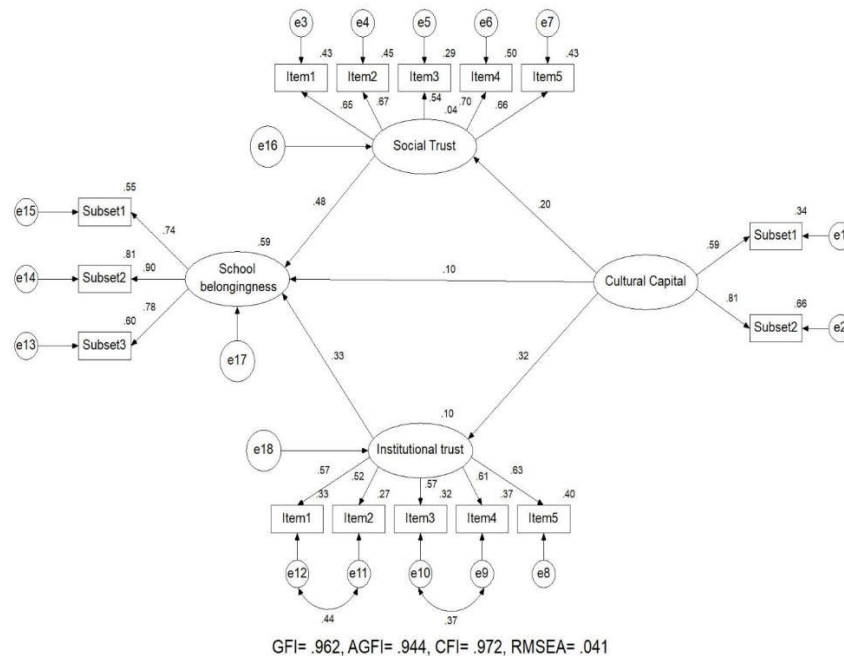 e3 e4 e5 e6 e7
.43 .45 .29 .50 .43
Item1 Item2 Item3 Item4 Item5
.65 .67 .54 .04 .70 .66
e16 Social Trust
.55
e15 Subset1 .48 .20 .34
.74 .59 .59 Subset1 e1
.81
e14 Subset2 .90 School belongingness .10 Cultural Capital
.78 .81 .66
.60
e13 Subset3 e17 Subset2 e2
.33 .32
.10
e18 Institutional trust
.57 .52 .57 .61 .63
.33 .27 .32 .37 .40
Item1 Item2 Item3 Item4 Item5
e12 e11 e10 e9 e8
.44 .37
GFI= .962, AGFI= .944, CFI= .972, RMSEA= .041